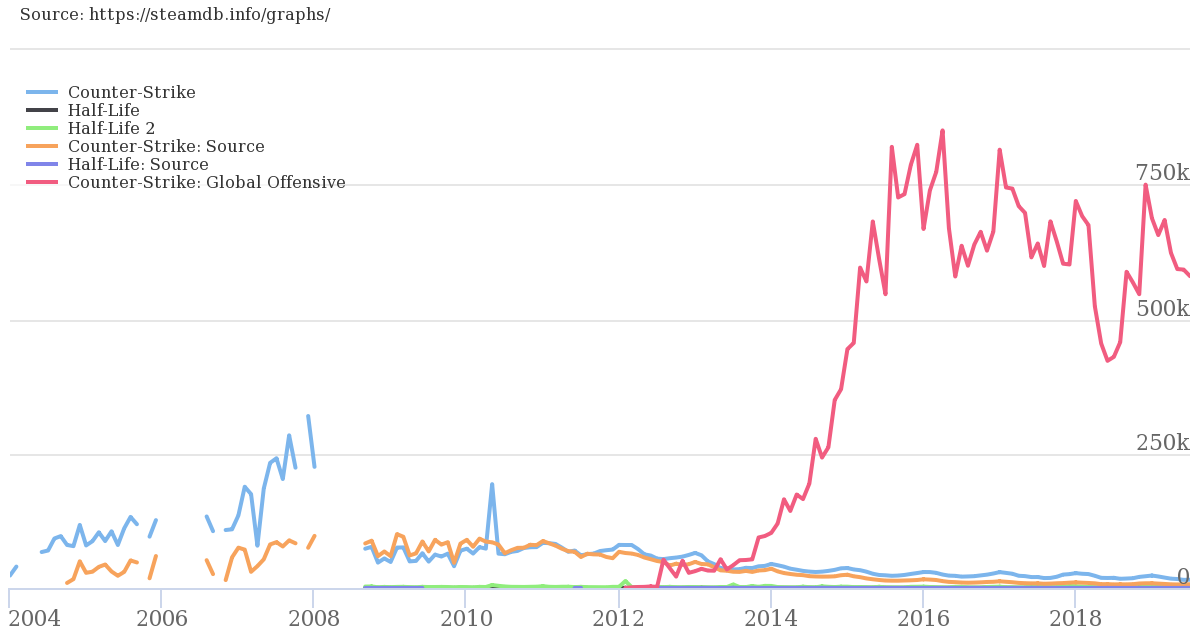 Source: https://steamdb.info/graphs/
Counter-Strike
Half-Life
Half-Life 2
Counter-Strike: Source
Half-Life: Source
Counter-Strike: Global Offensive
750k
500k
250k
0
2004 2006 2008 2010 2012 2014 2016 2018